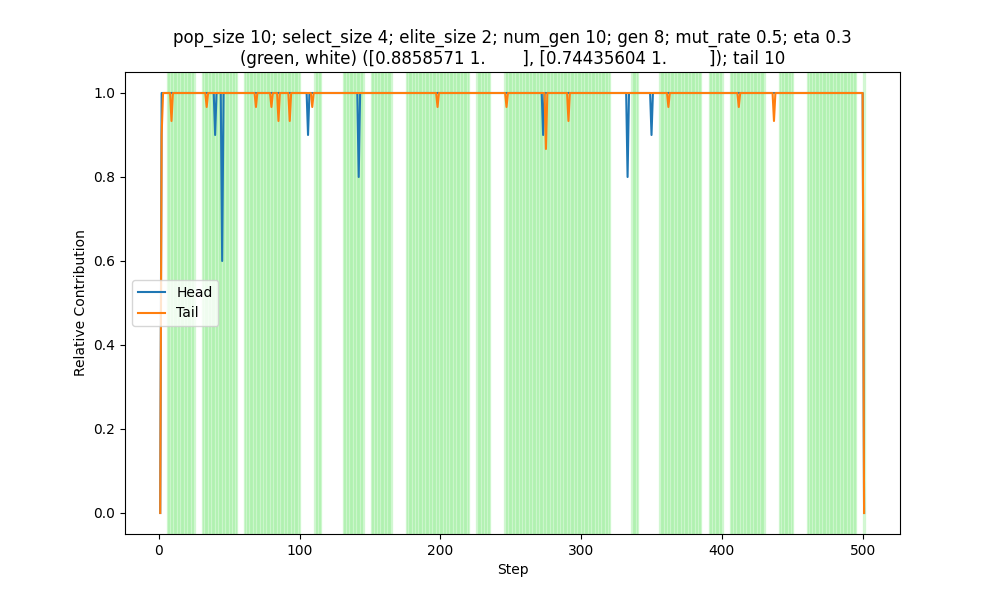 pop_size 10; select_size 4; elite_size 2; num_gen 10; gen 8; mut_rate 0.5; eta 0.3
(green, white) ([0.8858571 1.       ], [0.74435604 1.        ]); tail 10
1.0
0.8
0.6
0.4
0.2
0.0
Relative Contribution
Head
Tail
0
100
200
300
400
500
Step